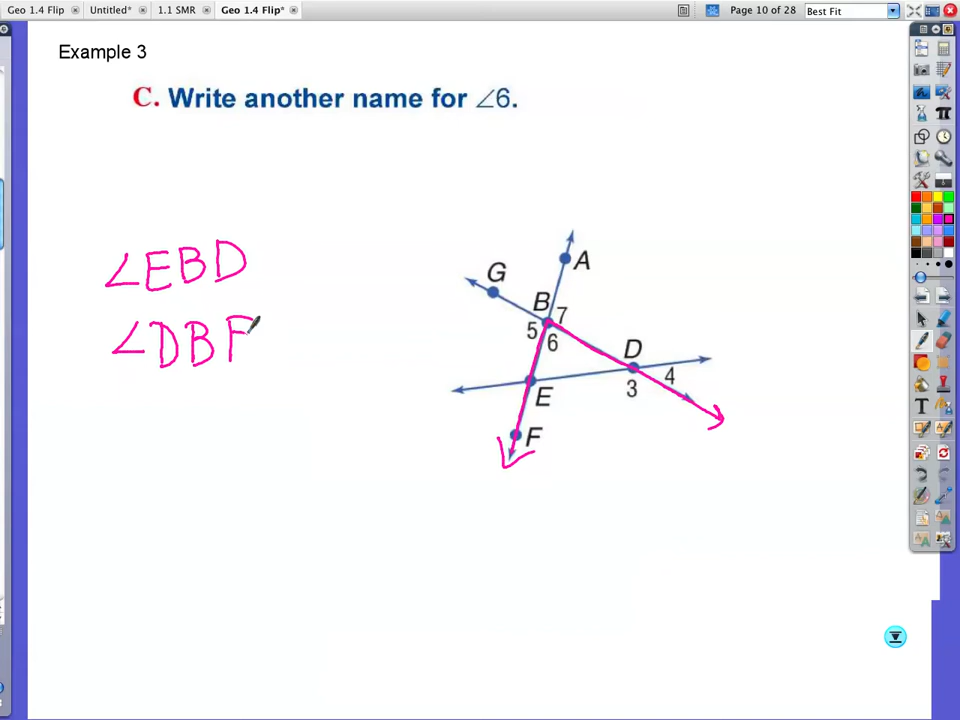 Geo 1.4 Flip Untitled* 1.1 SMR Geo 1.4 Flip* Page 10 of 28 Best Fit
Example 3
C. Write another name for ∠6.
∠EBD
∠DBF
A
G
B
7
5
6
D
4
3
E
F
T